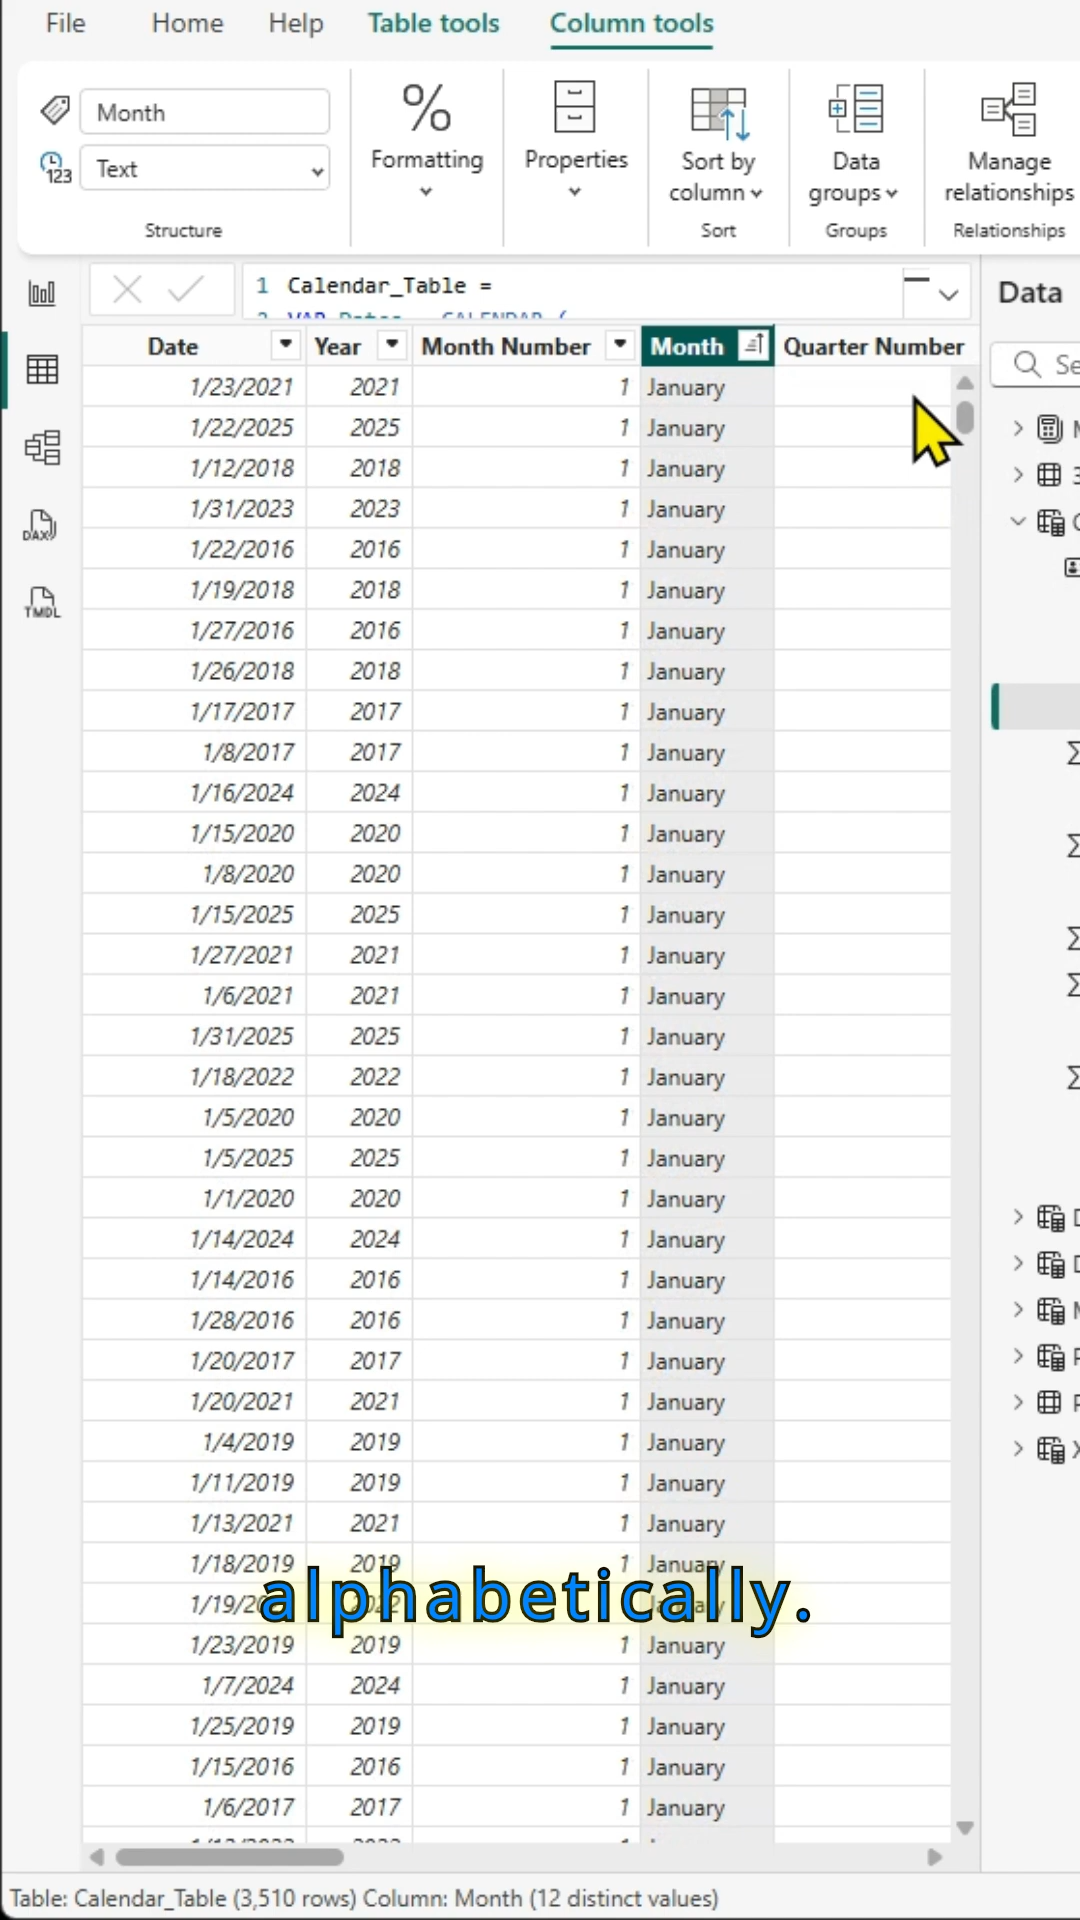 File Home Help Table tools Column tools
Month
Text
123
Structure
Formatting
Properties
Sort by column
Sort
Data groups
Groups
Manage relationships
Relationships
1 Calendar_Table =
Data
Date Year Month Number Month Quarter Number
1/23/2021 2021 1 January
1/22/2025 2025 1 January
1/12/2018 2018 1 January
1/31/2023 2023 1 January
1/22/2016 2016 1 January
1/19/2018 2018 1 January
1/27/2016 2016 1 January
1/26/2018 2018 1 January
1/17/2017 2017 1 January
1/8/2017 2017 1 January
1/16/2024 2024 1 January
1/15/2020 2020 1 January
1/8/2020 2020 1 January
1/15/2025 2025 1 January
1/27/2021 2021 1 January
1/6/2021 2021 1 January
1/31/2025 2025 1 January
1/18/2022 2022 1 January
1/5/2020 2020 1 January
1/5/2025 2025 1 January
1/1/2020 2020 1 January
1/14/2024 2024 1 January
1/14/2016 2016 1 January
1/28/2016 2016 1 January
1/20/2017 2017 1 January
1/20/2021 2021 1 January
1/4/2019 2019 1 January
1/11/2019 2019 1 January
1/13/2021 2021 1 January
1/18/2019 2019 1 January
alphabetically.
1/23/2019 2019 1 January
1/7/2024 2024 1 January
1/25/2019 2019 1 January
1/15/2016 2016 1 January
1/6/2017 2017 1 January
DAX
TMDL
Table: Calendar_Table (3,510 rows) Column: Month (12 distinct values)